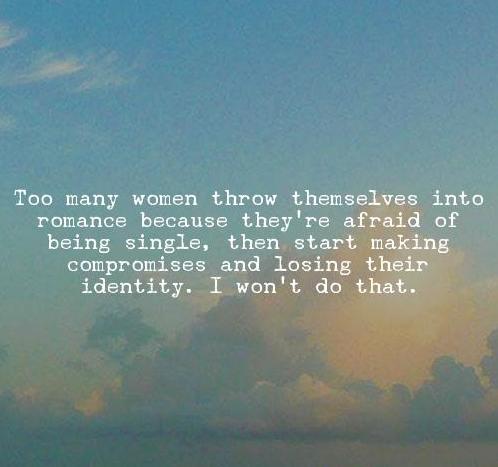 Too many women throw themselves into
romance because they're afraid of
being single, then start making
compromises and losing their
identity. I won't do that.